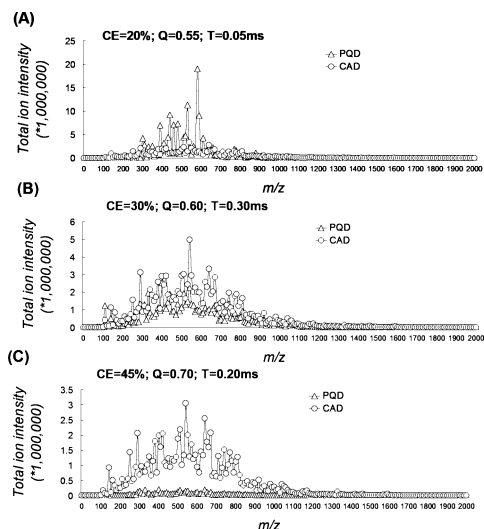 (A)
CE=20%; Q=0.55; T=0.05ms
Total ion intensity
(*1,000,000)
25
20
15
10
5
0
PQD
CAD
0 100 200 300 400 500 600 700 800 900 1000 1100 1200 1300 1400 1500 1600 1700 1800 1900 2000
m/z
(B)
CE=30%; Q=0.60; T=0.30ms
Total ion intensity
(*1,000,000)
6
5
4
3
2
1
0
PQD
CAD
0 100 200 300 400 500 600 700 800 900 1000 1100 1200 1300 1400 1500 1600 1700 1800 1900 2000
m/z
(C)
CE=45%; Q=0.70; T=0.20ms
Total ion intensity
(*1,000,000)
3.5
3
2.5
2
1.5
1
0.5
0
PQD
CAD
0 100 200 300 400 500 600 700 800 900 1000 1100 1200 1300 1400 1500 1600 1700 1800 1900 2000
m/z